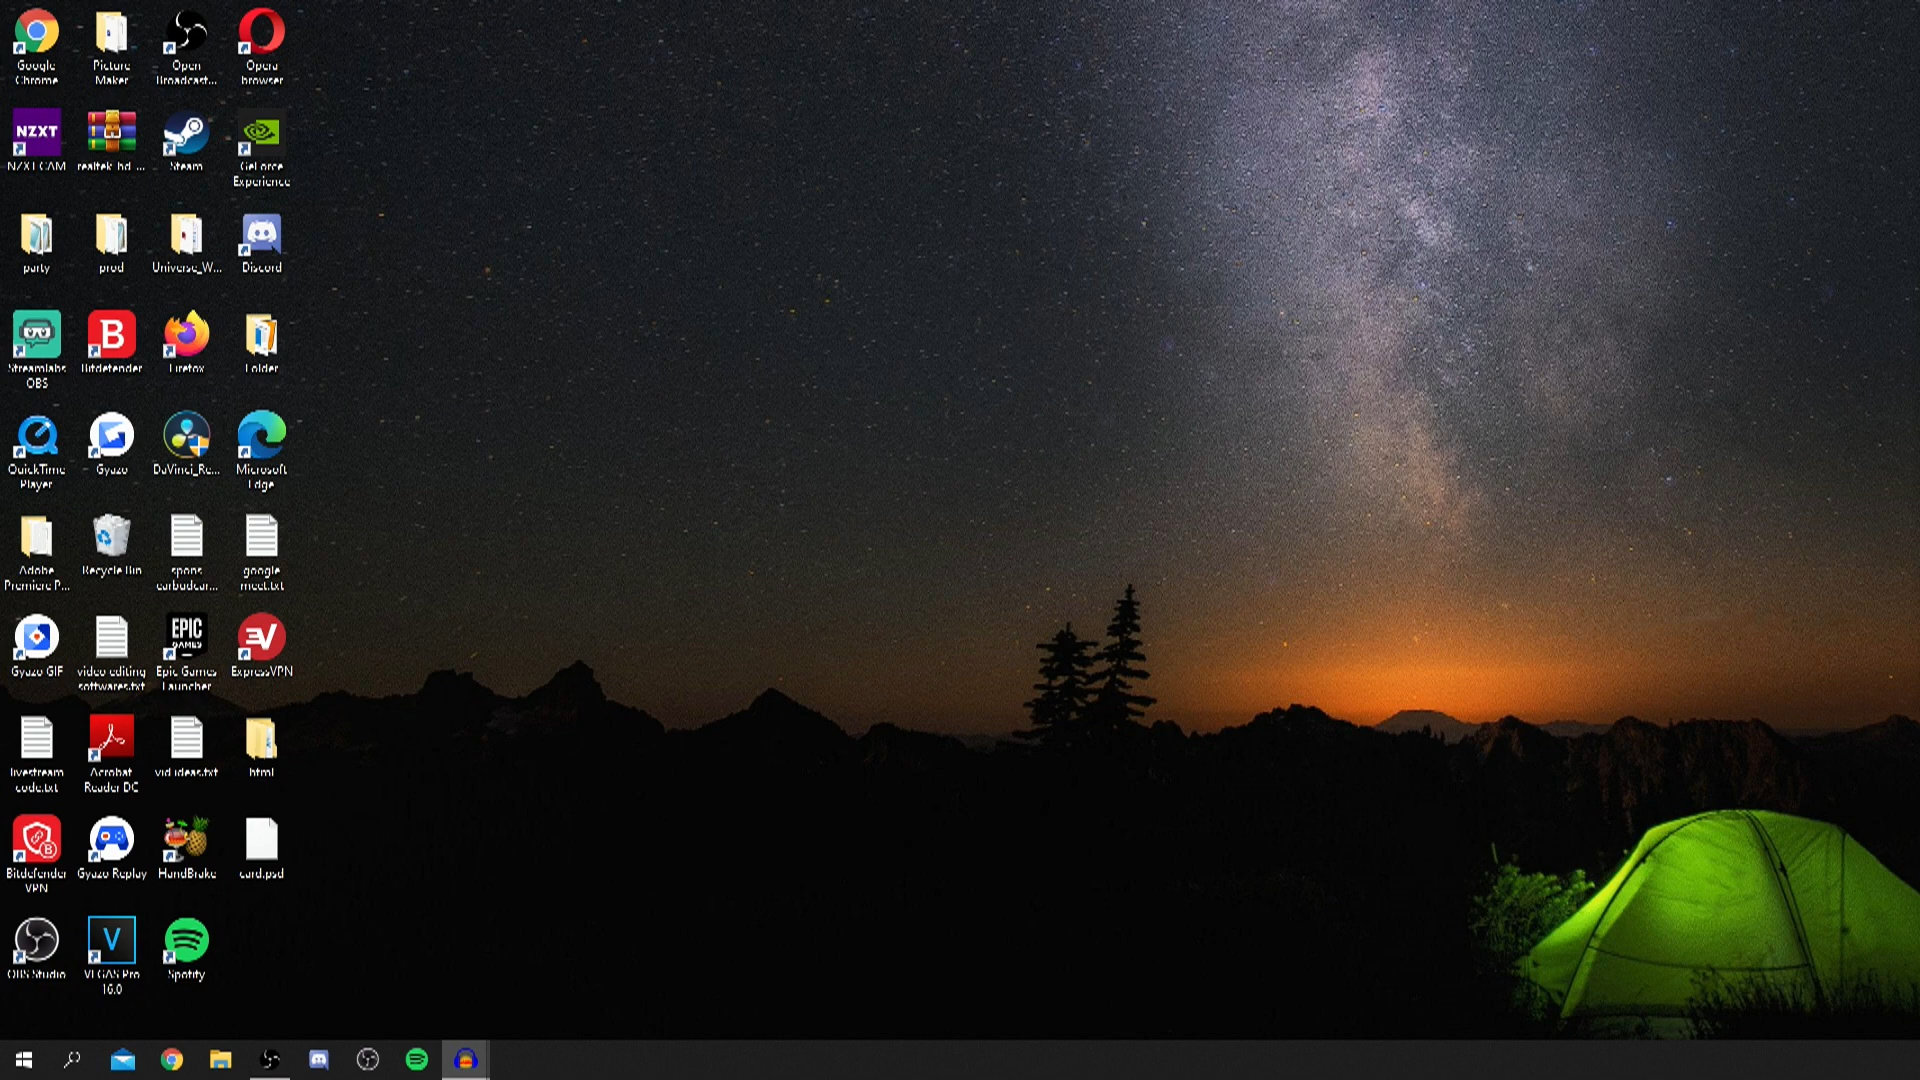 Google
Chrome
Picture
Maker
Open
Broadcast...
Opera
browser
NZXT
NZXT CAM
realtek_hd_...
Steam
GeForce
Experience
party
prod
Universe_W...
Discord
Streamlabs
OBS
B
Bitdefender
Firefox
Folder
QuickTime
Player
Gyazo
DaVinci_Re...
Microsoft
Edge
Adobe
Premiere P...
Recycle Bin
spons
earbudcar...
google
meet.txt
Gyazo GIF
video editing
softwares.txt
EPIC
GAMES
Epic Games
Launcher
ExpressVPN
livestream
code.txt
Acrobat
Reader DC
vid ideas.txt
html
Bitdefender
VPN
Gyazo Replay
HandBrake
card.psd
OBS Studio
V
VEGAS Pro
16.0
Spotify